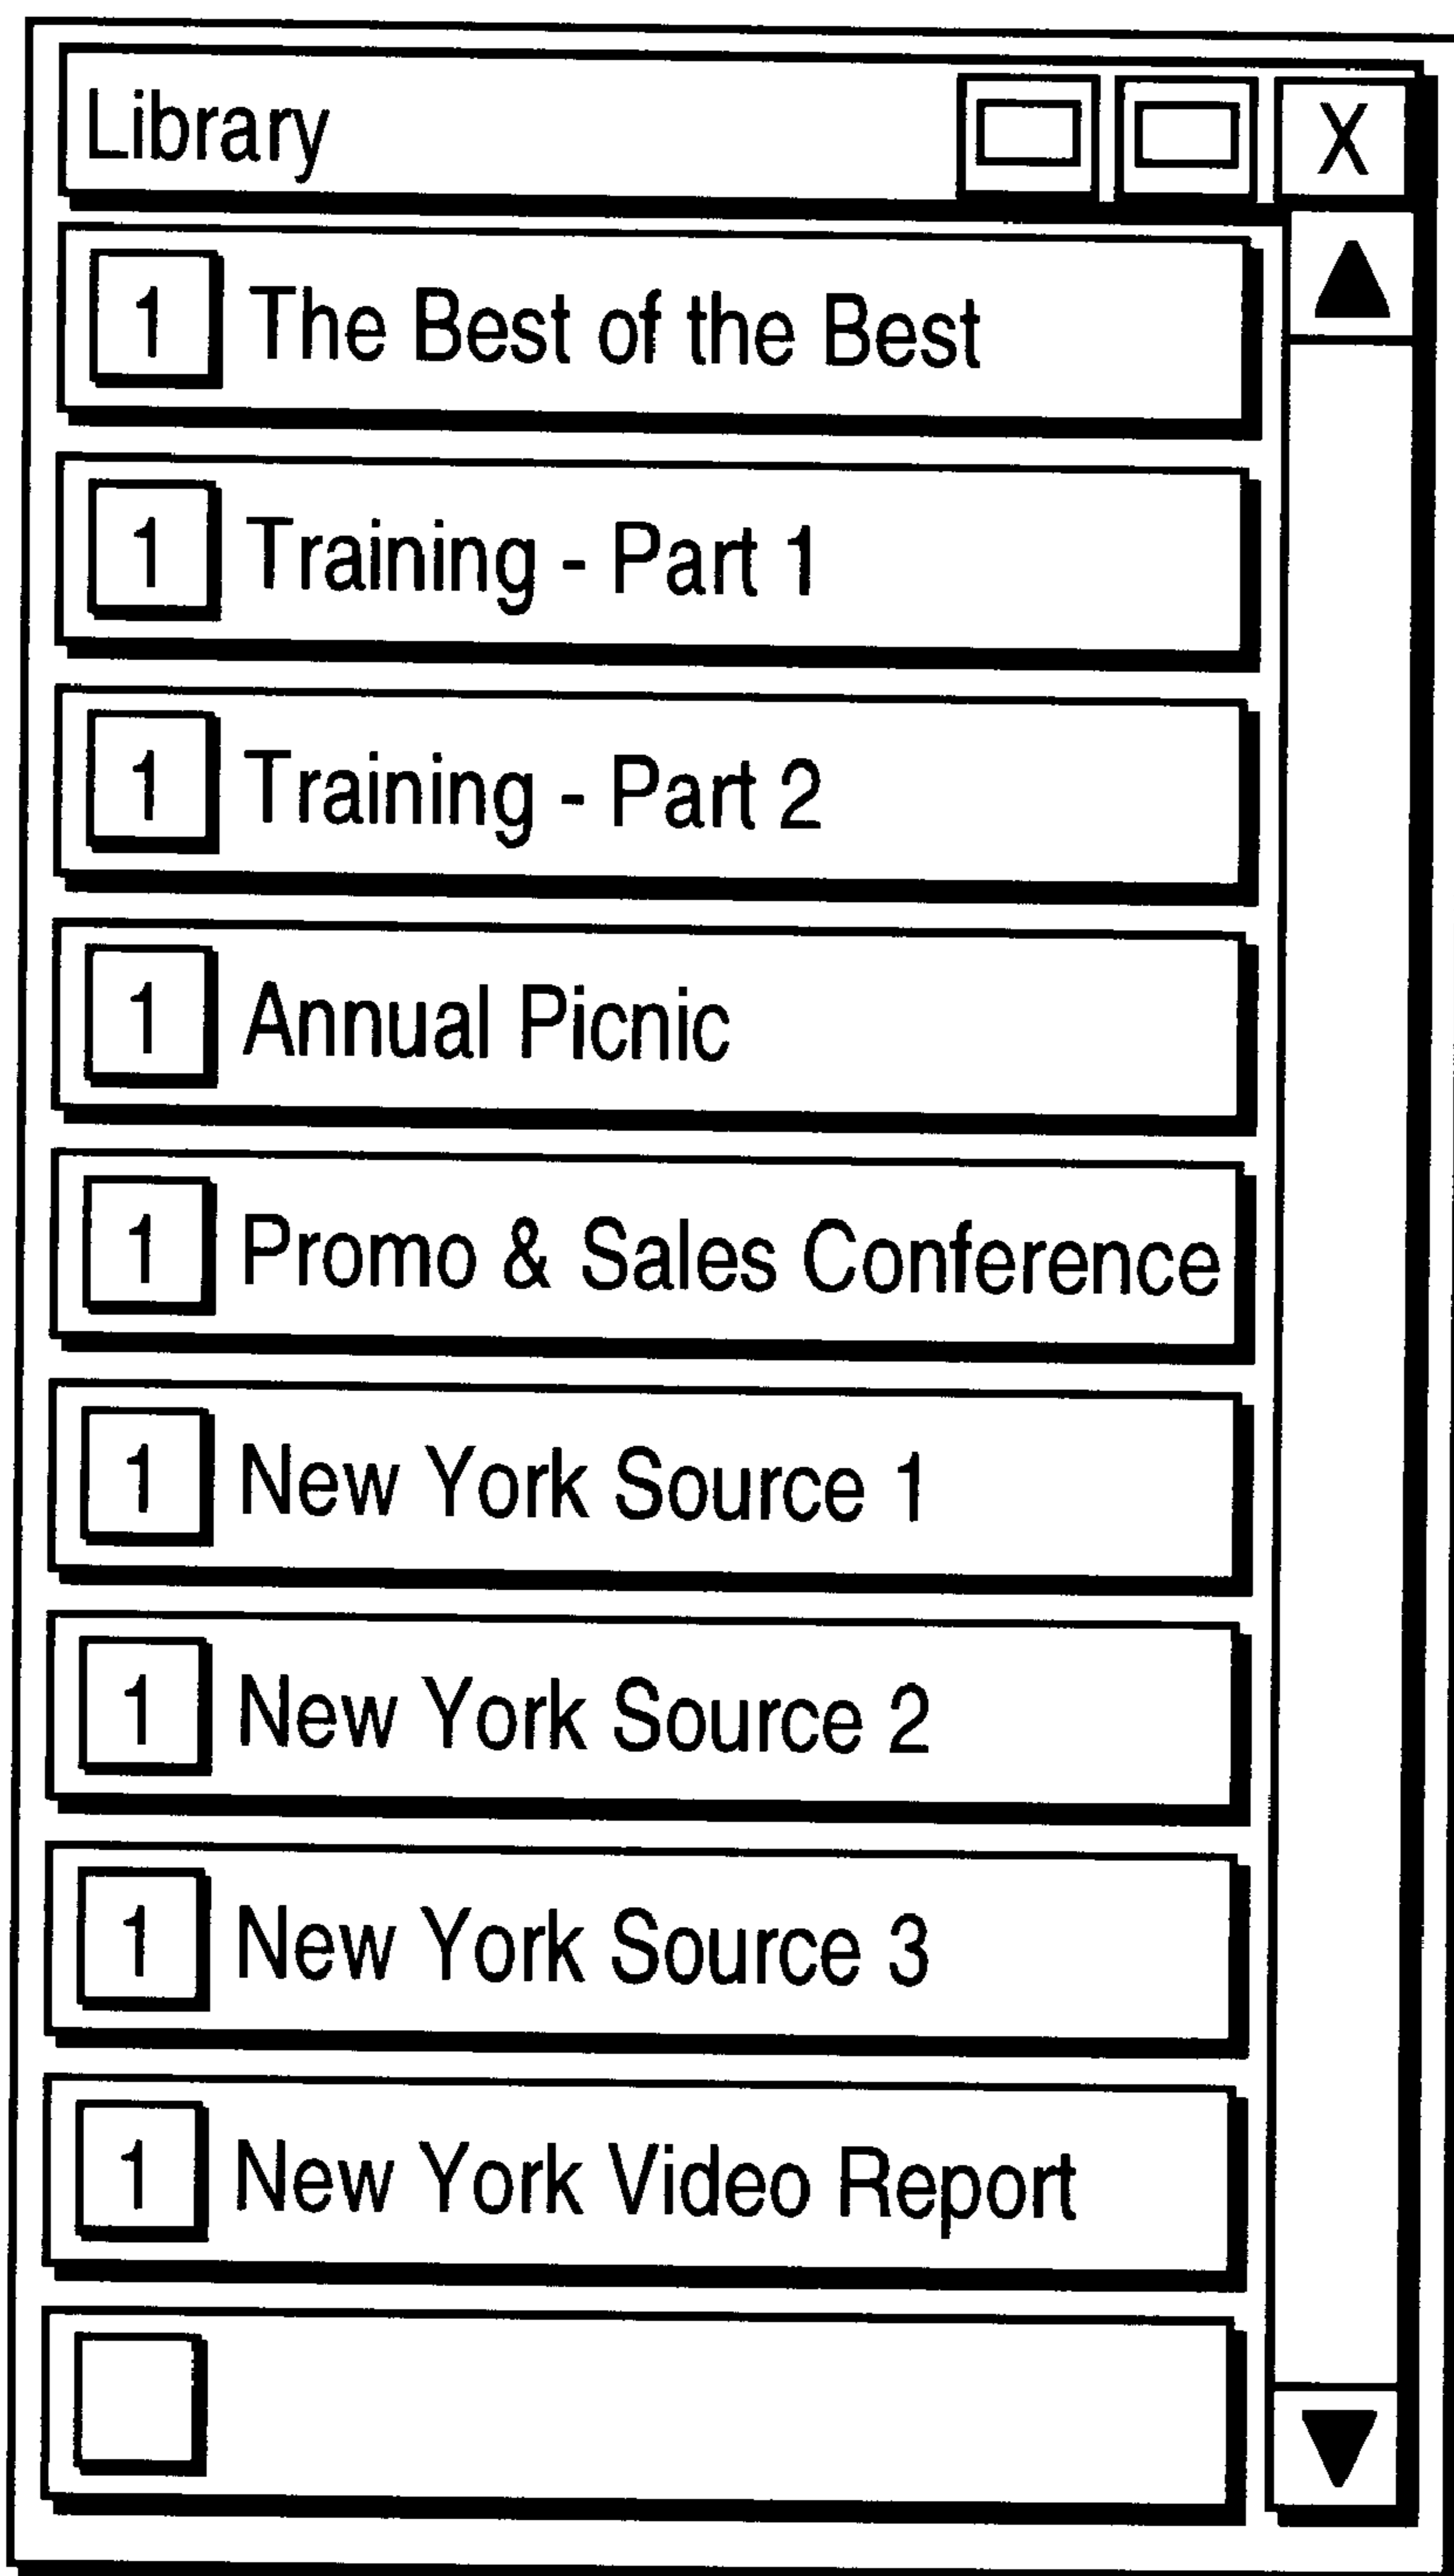 Library X
1 The Best of the Best
1 Training - Part 1
1 Training - Part 2
1 Annual Picnic
1 Promo & Sales Conference
1 New York Source 1
1 New York Source 2
1 New York Source 3
1 New York Video Report